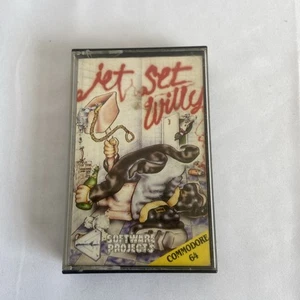 jet set
willy
SOFTWARE
PROJECTS
COMMODORE
64